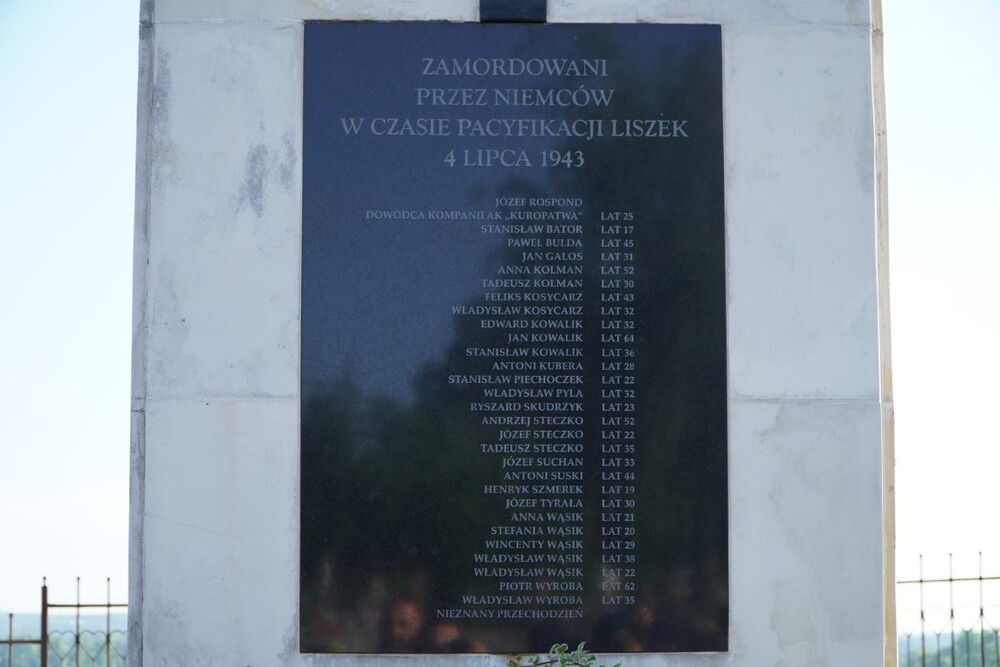 ZAMORDOWANI
PRZEZ NIEMCÓW
W CZASIE PACYFIKACJI LISZEK
4 LIPCA 1943
JÓZEF ROSPOND
DOWODCA KOMPANII AK „KUROPATWA" LAT 25
STANISŁAW BATOR LAT 17
PAWEŁ BUŁDA LAT 45
JAN GALOS LAT 31
ANNA KOLMAN LAT 52
TADEUSZ KOLMAN LAT 30
FELIKS KOSYCARZ LAT 43
WŁADYSŁAW KOSYCARZ LAT 32
EDWARD KOWALIK LAT 32
JAN KOWALIK LAT 64
STANISŁAW KOWALIK LAT 36
ANTONI KUBERA LAT 28
STANISŁAW PIECHOCZEK LAT 22
WŁADYSŁAW PYLA LAT 32
RYSZARD SKUDRZYK LAT 23
ANDRZEJ STECZKO LAT 52
JÓZEF STECZKO LAT 22
TADEUSZ STECZKO LAT 35
JÓZEF SUCHAN LAT 33
ANTONI SUSKI LAT 44
HENRYK SZMEREK LAT 19
JÓZEF TYRAŁA LAT 30
ANNA WĄSIK LAT 21
STEFANIA WĄSIK LAT 20
WINCENTY WĄSIK LAT 29
WŁADYSŁAW WĄSIK LAT 38
WŁADYSŁAW WĄSIK LAT 22
PIOTR WYROBA LAT 62
WŁADYSŁAW WYROBA LAT 35
NIEZNANY PRZECHODZIEŃ